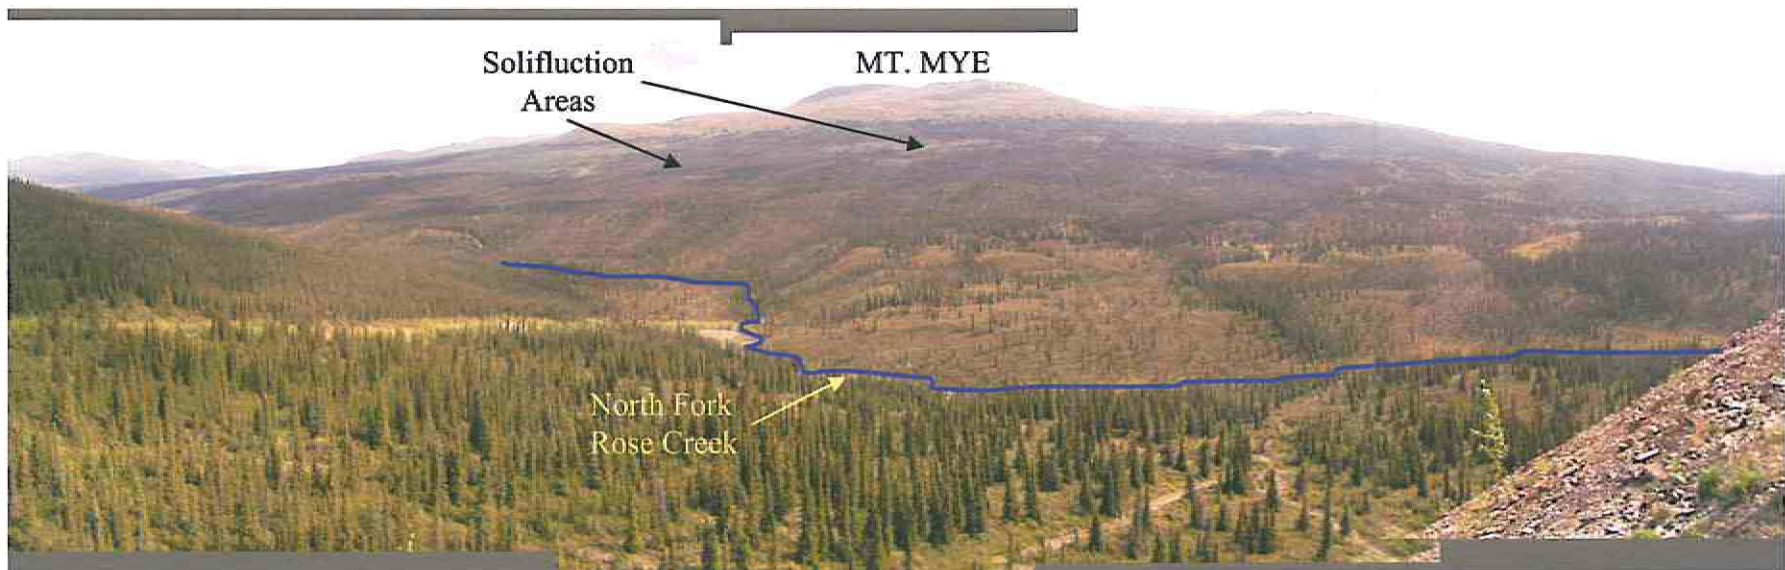 Solifluction
Areas
MT. MYE
North Fork
Rose Creek